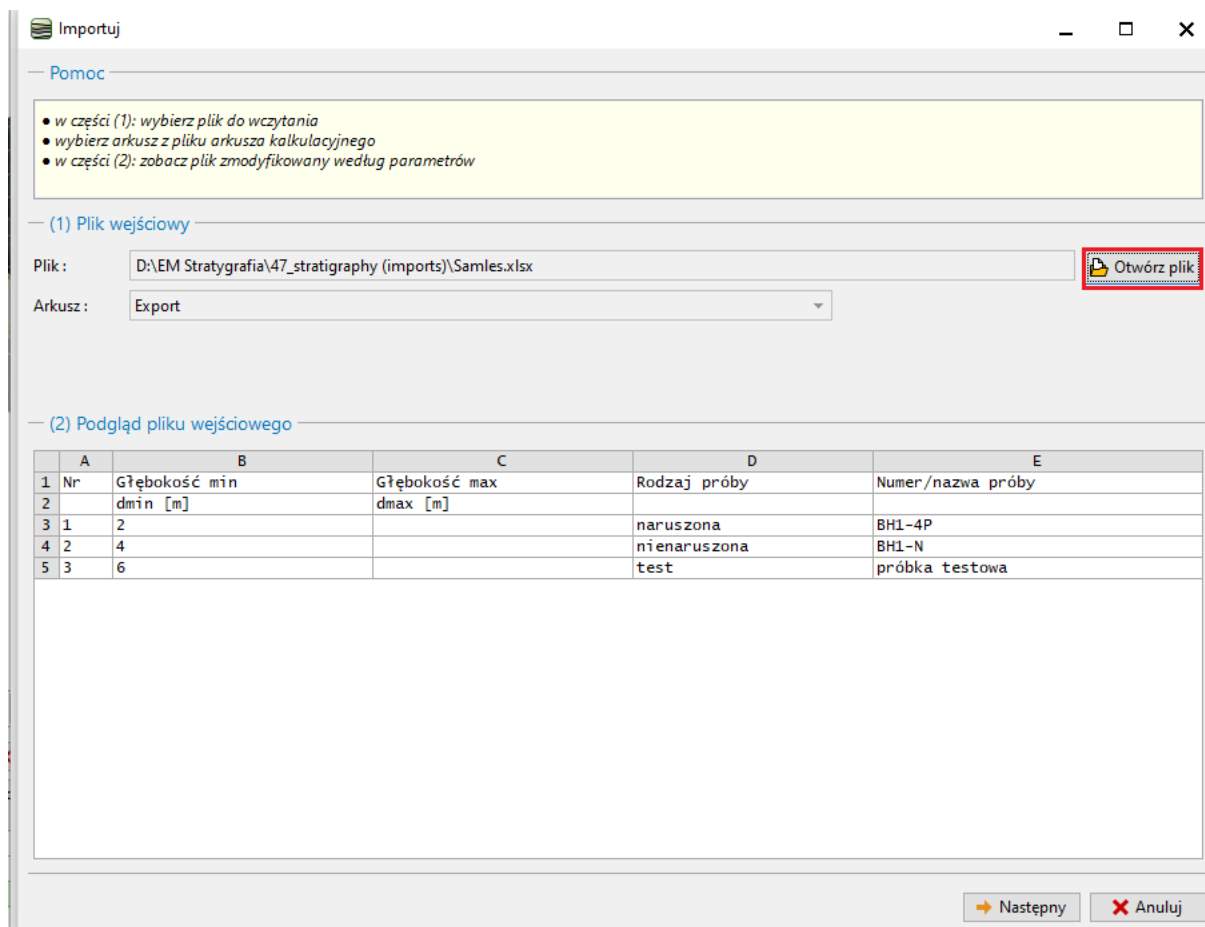 Importuj
Pomoc
• w części (1): wybierz plik do wczytania
• wybierz arkusz z pliku arkusza kalkulacyjnego
• w części (2): zobacz plik zmodyfikowany według parametrów
(1) Plik wejściowy
Plik : D:\EM Stratygrafia\47_stratigraphy (imports)\Samles.xlsx Otwórz plik
Arkusz : Export
(2) Podgląd pliku wejściowego
A B C D E
1 Nr Głębokość min Głębokość max Rodzaj próby Numer/nazwa próby
2 dmin [m] dmax [m]
3 1 2 naruszona BH1-4P
4 2 4 nienaruszona BH1-N
5 3 6 test próbka testowa
Następny Anuluj